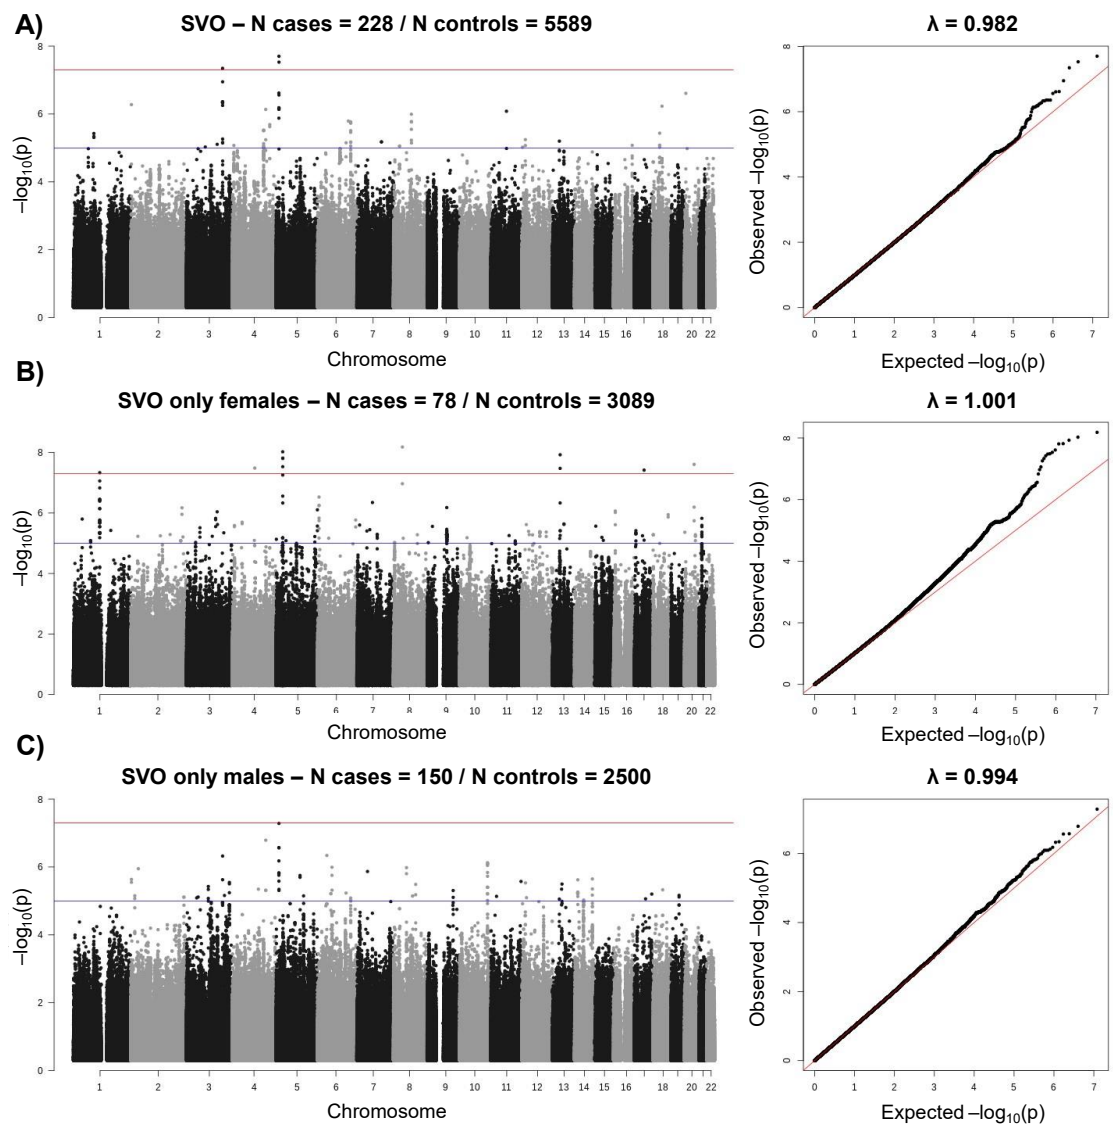 A)
SVO – N cases = 228 / N controls = 5589
λ = 0.982
8
6
4
2
0
–log10(p)
1 2 3 4 5 6 7 8 9 10 11 12 13 14 15 16 18 20 22
Chromosome
Observed –log10(p)
6
4
2
0
0 1 2 3 4 5 6 7
Expected –log10(p)
B)
SVO only females – N cases = 78 / N controls = 3089
λ = 1.001
8
6
4
2
0
–log10(p)
1 2 3 4 5 6 7 8 9 10 11 12 13 14 15 16 18 20 22
Chromosome
Observed –log10(p)
8
6
4
2
0
0 1 2 3 4 5 6 7
Expected –log10(p)
C)
SVO only males – N cases = 150 / N controls = 2500
λ = 0.994
8
6
4
2
0
–log10(p)
1 2 3 4 5 6 7 8 9 10 11 12 13 14 15 16 18 20 22
Chromosome
Observed –log10(p)
6
4
2
0
0 1 2 3 4 5 6 7
Expected –log10(p)